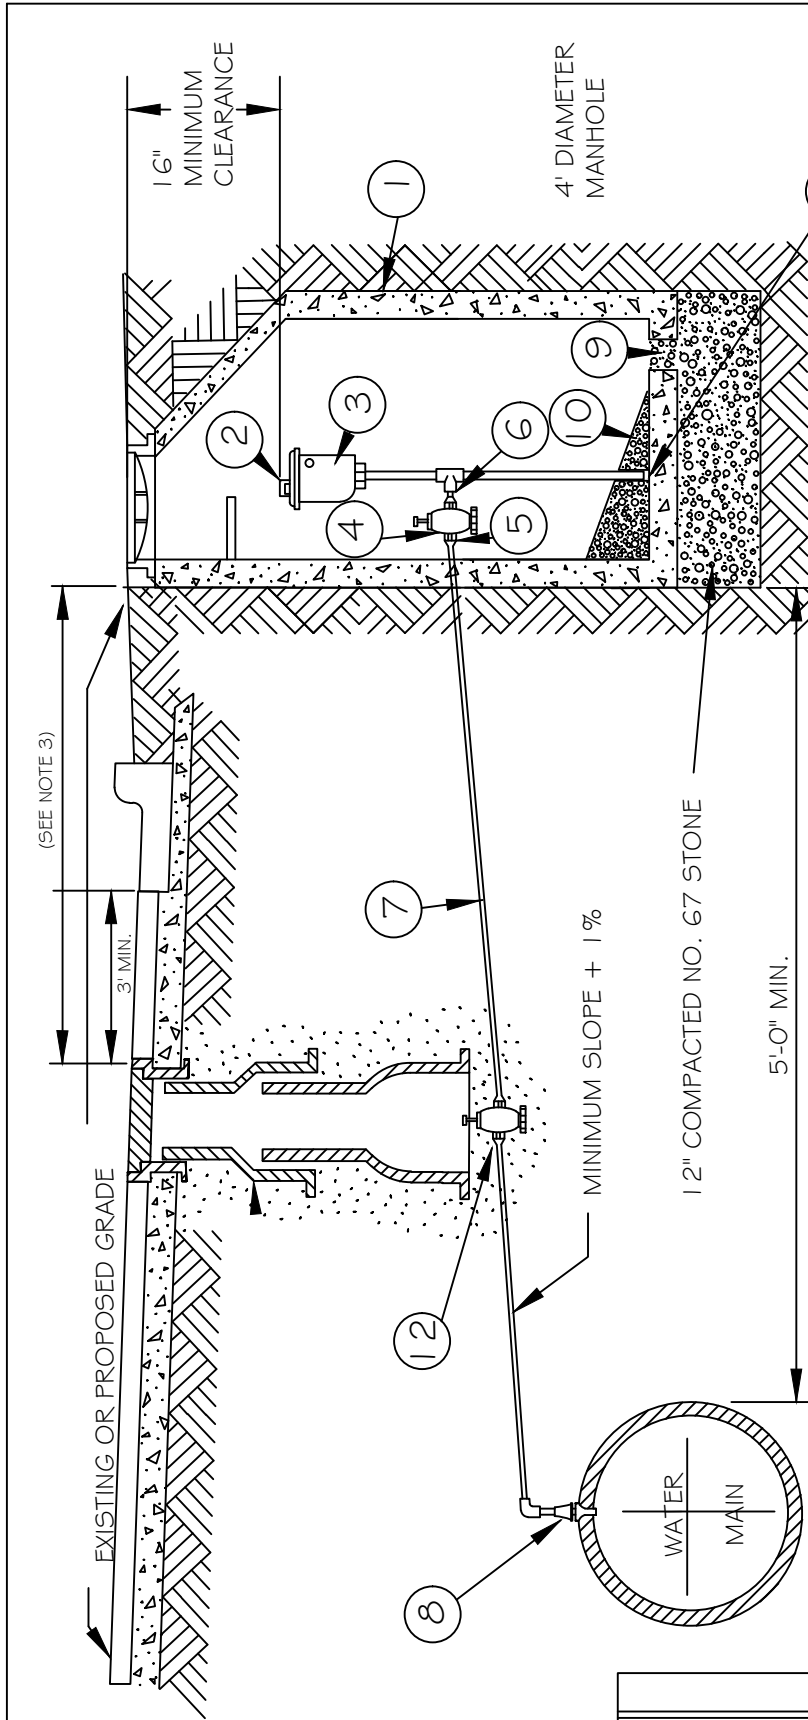 16"
MINIMUM
CLEARANCE
4' DIAMETER
MANHOLE
1
2
3
4
5
6
9
10
(SEE NOTE 3)
3' MIN.
7
EXISTING OR PROPOSED GRADE
12
MINIMUM SLOPE + 1%
12" COMPACTED NO. 67 STONE
5'-0" MIN.
8
WATER
MAIN